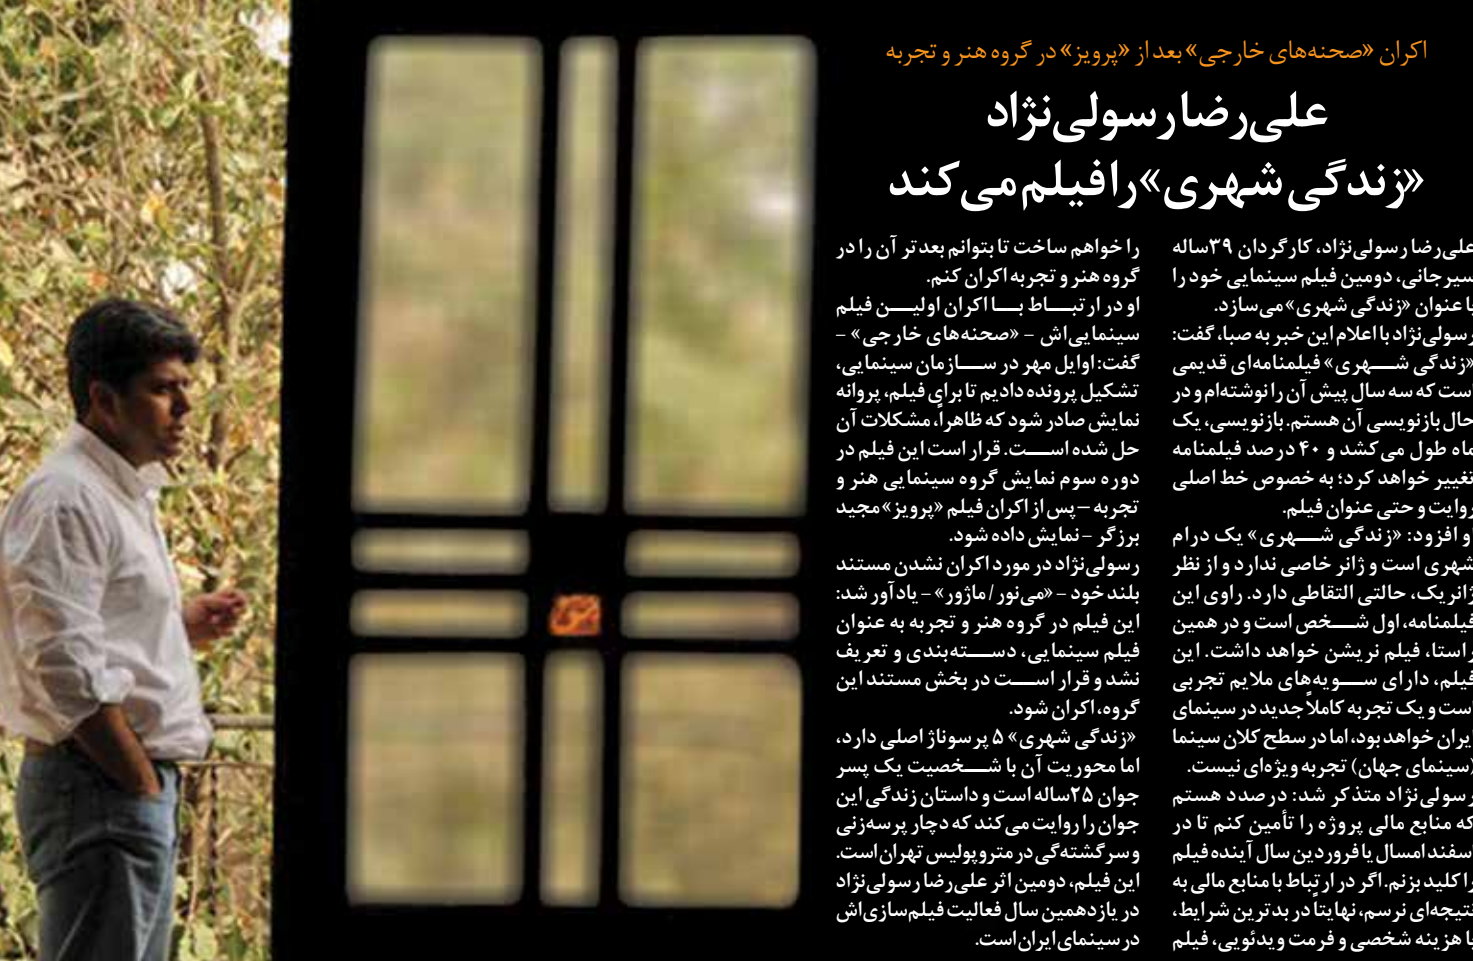 اکران «صحنه‌های خارجی» بعد از «پرویز» در گروه هنر و تجربه
علی‌رضا رسولی‌نژاد
«زندگی شهری» را فیلم می‌کند
علی‌رضا رسولی‌نژاد، کارگردان ۳۹ساله
سیرجانی، دومین فیلم سینمایی خود را
با عنوان «زندگی شهری» می‌سازد.
رسولی‌نژاد با اعلام این خبر به صبا، گفت:
«زندگی شهری» فیلمنامه‌ای قدیمی
است که سه سال پیش آن را نوشته‌ام و در
حال بازنویسی آن هستم. بازنویسی، یک
ماه طول می‌کشد و ۴۰ درصد فیلمنامه
تغییر خواهد کرد؛ به خصوص خط اصلی
روایت و حتی عنوان فیلم.
و افزود: «زندگی شهری» یک درام
شهری است و ژانر خاصی ندارد و از نظر
ژانریک، حالتی التقاطی دارد. راوی این
فیلمنامه، اول شخص است و در همین
راستا، فیلم نریشن خواهد داشت. این
فیلم، دارای سویه‌های ملایم تجربی
است و یک تجربه کاملاً جدید در سینمای
ایران خواهد بود، اما در سطح کلان سینما
(سینمای جهان) تجربه ویژه‌ای نیست.
رسولی‌نژاد متذکر شد: در صدد هستم
که منابع مالی پروژه را تأمین کنم تا در
اسفند امسال یا فروردین سال آینده فیلم
را کلید بزنم. اگر در ارتباط با منابع مالی به
نتیجه‌ای نرسم، نهایتاً در بدترین شرایط،
با هزینه شخصی و فرمت ویدئویی، فیلم
را خواهم ساخت تا بتوانم بعدتر آن را در
گروه هنر و تجربه اکران کنم.
او در ارتباط با اکران اولین فیلم
سینمایی‌اش - «صحنه‌های خارجی» -
گفت: اوایل مهر در سازمان سینمایی،
تشکیل پرونده دادیم تا برای فیلم، پروانه
نمایش صادر شود که ظاهراً، مشکلات آن
حل شده است. قرار است این فیلم در
دوره سوم نمایش گروه سینمایی هنر و
تجربه – پس از اکران فیلم «پرویز» مجید
برزگر - نمایش داده شود.
رسولی‌نژاد در مورد اکران نشدن مستند
بلند خود - «می‌نور / ماژور» - یادآور شد:
این فیلم در گروه هنر و تجربه به عنوان
فیلم سینمایی، دسته‌بندی و تعریف
نشد و قرار است در بخش مستند این
گروه، اکران شود.
«زندگی شهری» ۵ پرسوناژ اصلی دارد،
اما محوریت آن با شخصیت یک پسر
جوان ۲۵ساله است و داستان زندگی این
جوان را روایت می‌کند که دچار پرسه‌زنی
و سرگشته‌گی در متروپولیس تهران است.
این فیلم، دومین اثر علی‌رضا رسولی‌نژاد
در یازدهمین سال فعالیت فیلم‌سازی‌اش
در سینمای ایران است.